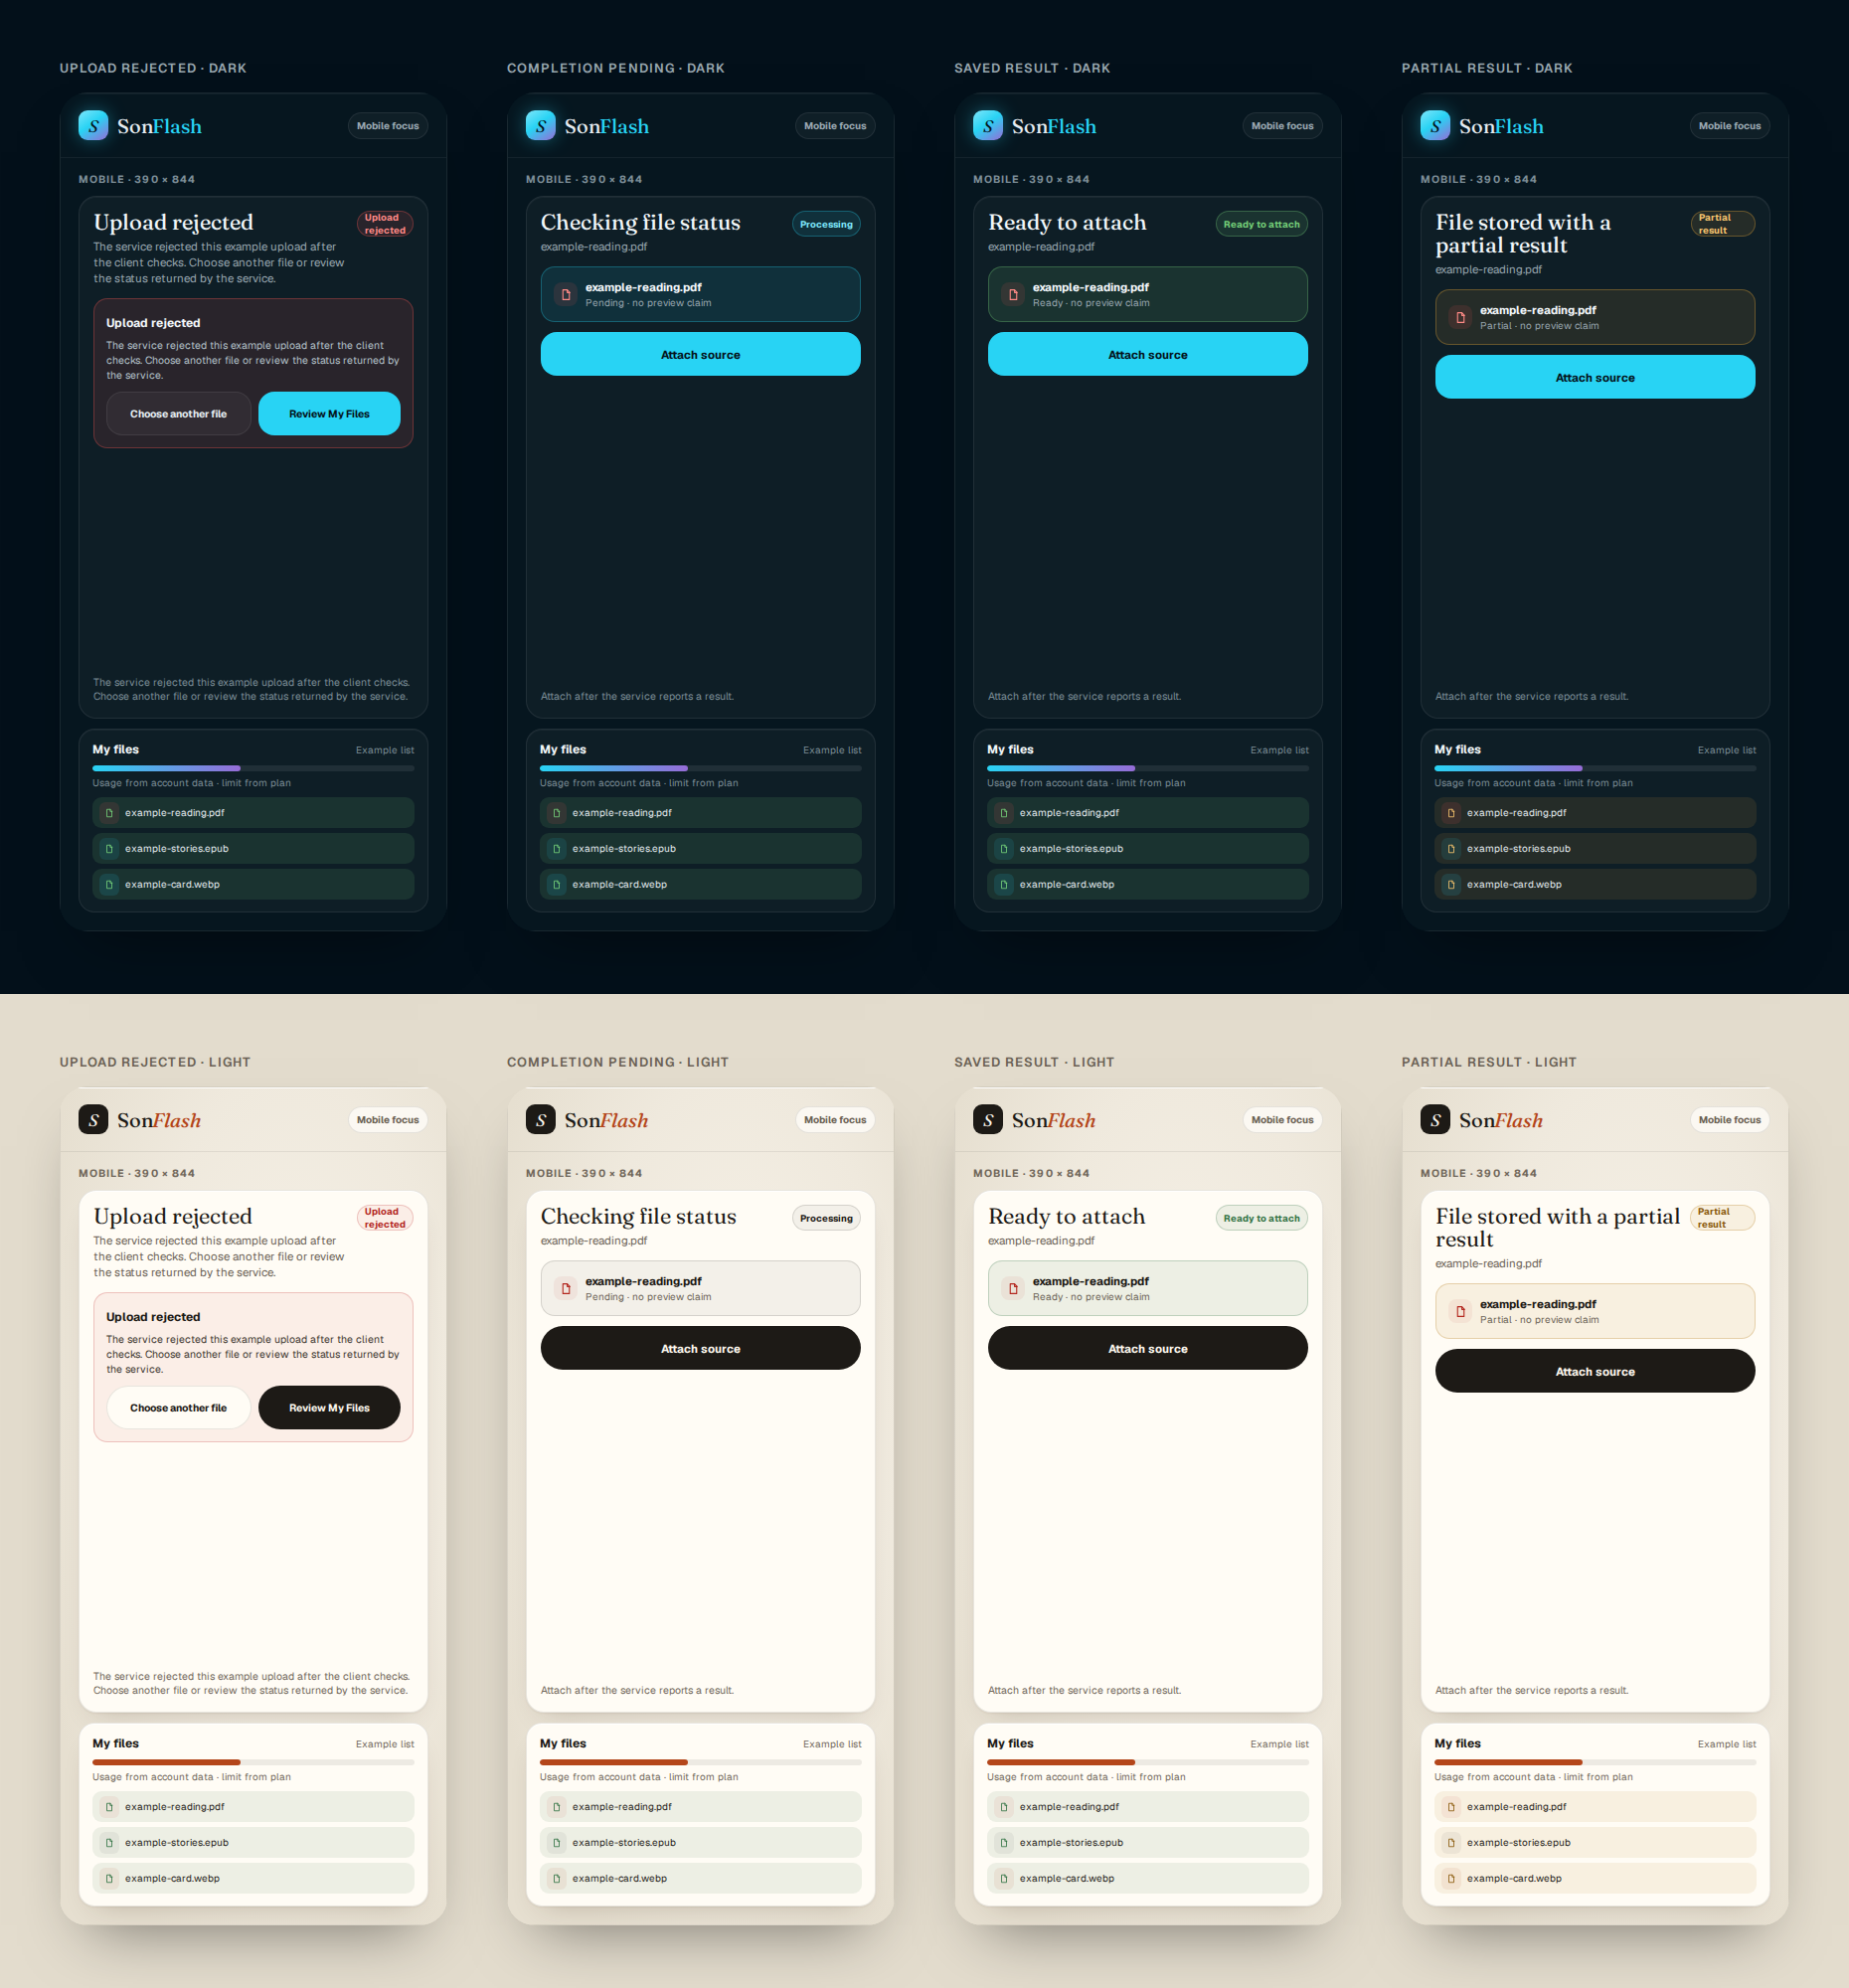 UPLOAD REJECTED · DARK
S SonFlash
Mobile focus
MOBILE · 390 × 844
Upload rejected
Upload
rejected
The service rejected this example upload after
the client checks. Choose another file or review
the status returned by the service.
Upload rejected
The service rejected this example upload after the client
checks. Choose another file or review the status returned by
the service.
Choose another file
Review My Files
The service rejected this example upload after the client checks.
Choose another file or review the status returned by the service.
My files
Example list
Usage from account data · limit from plan
example-reading.pdf
example-stories.epub
example-card.webp
COMPLETION PENDING · DARK
S SonFlash
Mobile focus
MOBILE · 390 × 844
Checking file status
Processing
example-reading.pdf
example-reading.pdf
Pending · no preview claim
Attach source
Attach after the service reports a result.
My files
Example list
Usage from account data · limit from plan
example-reading.pdf
example-stories.epub
example-card.webp
SAVED RESULT · DARK
S SonFlash
Mobile focus
MOBILE · 390 × 844
Ready to attach
Ready to attach
example-reading.pdf
example-reading.pdf
Ready · no preview claim
Attach source
Attach after the service reports a result.
My files
Example list
Usage from account data · limit from plan
example-reading.pdf
example-stories.epub
example-card.webp
PARTIAL RESULT · DARK
S SonFlash
Mobile focus
MOBILE · 390 × 844
File stored with a
partial result
Partial
result
example-reading.pdf
example-reading.pdf
Partial · no preview claim
Attach source
Attach after the service reports a result.
My files
Example list
Usage from account data · limit from plan
example-reading.pdf
example-stories.epub
example-card.webp
UPLOAD REJECTED · LIGHT
S SonFlash
Mobile focus
MOBILE · 390 × 844
Upload rejected
Upload
rejected
The service rejected this example upload after
the client checks. Choose another file or review
the status returned by the service.
Upload rejected
The service rejected this example upload after the client
checks. Choose another file or review the status returned by
the service.
Choose another file
Review My Files
The service rejected this example upload after the client checks.
Choose another file or review the status returned by the service.
My files
Example list
Usage from account data · limit from plan
example-reading.pdf
example-stories.epub
example-card.webp
COMPLETION PENDING · LIGHT
S SonFlash
Mobile focus
MOBILE · 390 × 844
Checking file status
Processing
example-reading.pdf
example-reading.pdf
Pending · no preview claim
Attach source
Attach after the service reports a result.
My files
Example list
Usage from account data · limit from plan
example-reading.pdf
example-stories.epub
example-card.webp
SAVED RESULT · LIGHT
S SonFlash
Mobile focus
MOBILE · 390 × 844
Ready to attach
Ready to attach
example-reading.pdf
example-reading.pdf
Ready · no preview claim
Attach source
Attach after the service reports a result.
My files
Example list
Usage from account data · limit from plan
example-reading.pdf
example-stories.epub
example-card.webp
PARTIAL RESULT · LIGHT
S SonFlash
Mobile focus
MOBILE · 390 × 844
File stored with a partial
result
Partial
result
example-reading.pdf
example-reading.pdf
Partial · no preview claim
Attach source
Attach after the service reports a result.
My files
Example list
Usage from account data · limit from plan
example-reading.pdf
example-stories.epub
example-card.webp